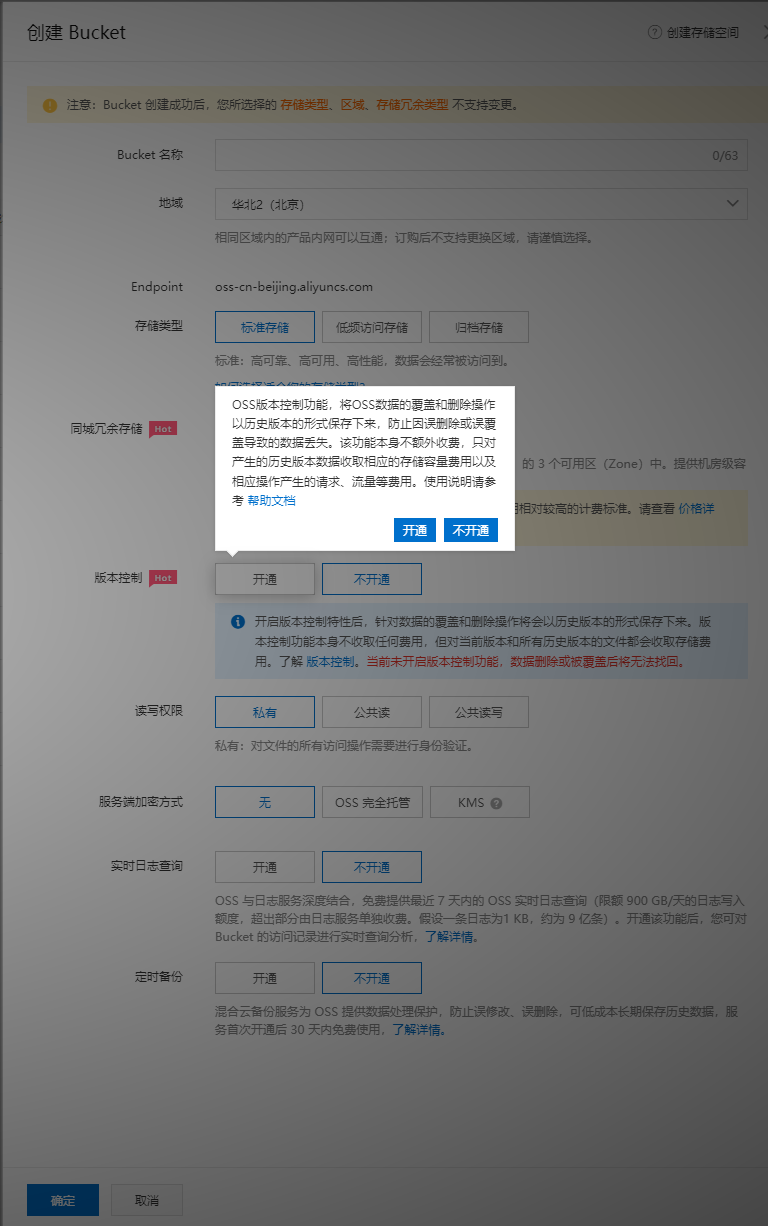 创建 Bucket
创建存储空间
注意：Bucket 创建成功后，您所选择的 存储类型、区域、存储冗余类型 不支持变更。
Bucket 名称
0/63
地域
华北2（北京）
相同区域内的产品内网可以互通；订购后不支持更换区域，请谨慎选择。
Endpoint
oss-cn-beijing.aliyuncs.com
存储类型
标准存储
低频访问存储
归档存储
标准：高可靠、高可用、高性能，数据会经常被访问到。
OSS版本控制功能，将OSS数据的覆盖和删除操作
以历史版本的形式保存下来，防止因误删除或误覆
盖导致的数据丢失。该功能本身不额外收费，只对
产生的历史版本数据收取相应的存储容量费用以及
相应操作产生的请求、流量等费用。使用说明请参
考 帮助文档
开通
不开通
同城冗余存储
Hot
的 3 个可用区（Zone）中。提供机房级容
相对较高的计费标准。请查看 价格详
版本控制
Hot
开通
不开通
开启版本控制特性后，针对数据的覆盖和删除操作将会以历史版本的形式保存下来。版
本控制功能本身不收取任何费用，但对当前版本和所有历史版本的文件都会收取存储费
用。了解 版本控制。当前未开启版本控制功能，数据删除或被覆盖后将无法找回。
读写权限
私有
公共读
公共读写
私有：对文件的所有访问操作需要进行身份验证。
服务端加密方式
无
OSS 完全托管
KMS
实时日志查询
开通
不开通
OSS 与日志服务深度结合，免费提供最近 7 天内的 OSS 实时日志查询（限额 900 GB/天的日志写入
额度，超出部分由日志服务单独收费。假设一条日志为1 KB，约为 9 亿条）。开通该功能后，您可对
Bucket 的访问记录进行实时查询分析，了解详情。
定时备份
开通
不开通
混合云备份服务为 OSS 提供数据处理保护，防止误修改、误删除，可低成本长期保存历史数据，服
务首次开通后 30 天内免费使用，了解详情。
确定
取消